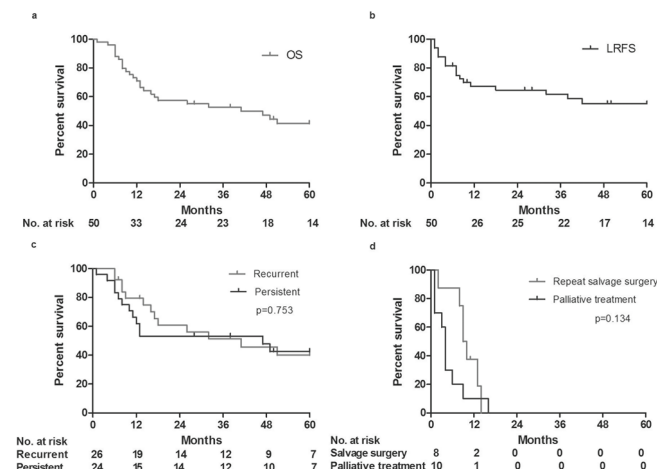 a
OS
Percent survival
100
80
60
40
20
0
0 12 24 36 48 60
Months
No. at risk 50 33 24 23 18 14
b
LRFS
Percent survival
100
80
60
40
20
0
0 12 24 36 48 60
Months
No. at risk 50 26 25 22 17 14
c
Recurrent
Persistent
p=0.753
Percent survival
100
80
60
40
20
0
0 12 24 36 48 60
No. at risk Months
Recurrent 26 19 14 12 9 7
Persistent 24 15 14 12 10 7
d
Repeat salvage surgery
Palliative treatment
p=0.134
Percent survival
100
80
60
40
20
0
0 12 24 36 48 60
No. at risk Months
Salvage surgery 8 2 0 0 0 0
Palliative treatment 10 1 0 0 0 0